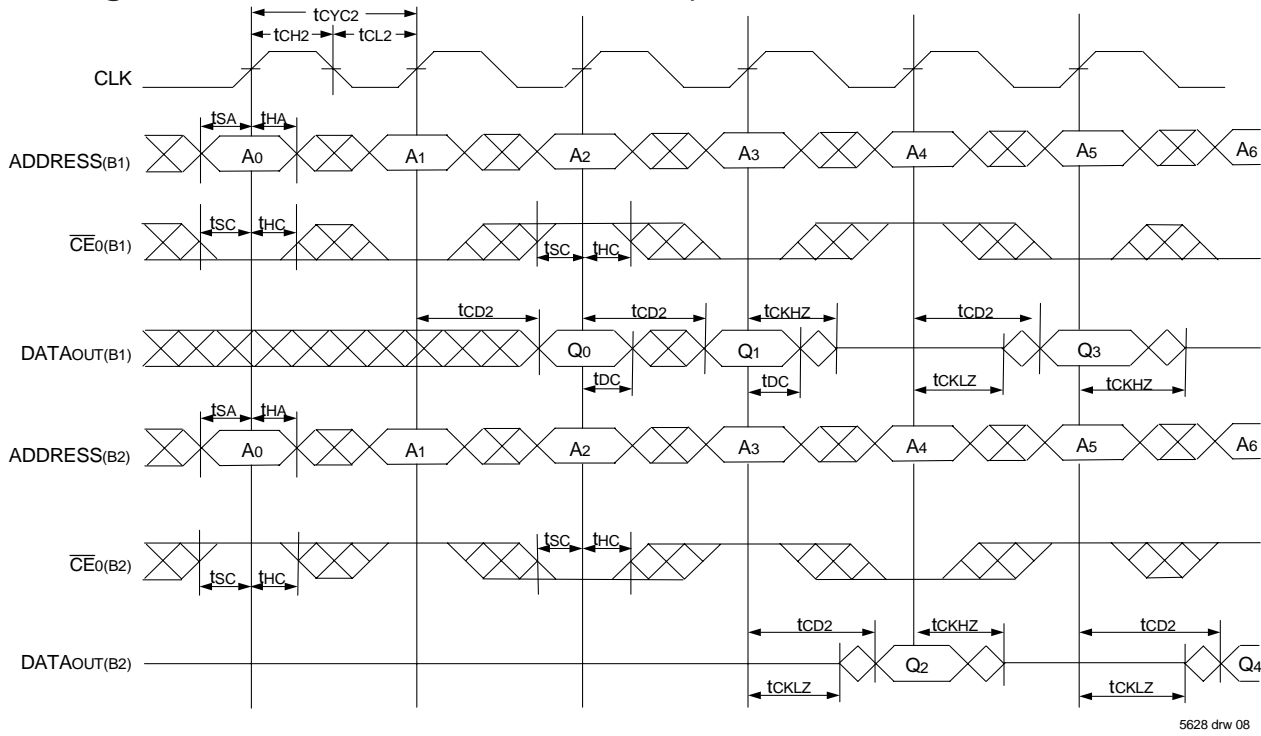 tCYC2
tCH2 tCL2
CLK
tSA tHA
ADDRESS(B1) A0 A1 A2 A3 A4 A5 A6
tSC tHC
CE0(B1)
tSC tHC
tCD2 tCD2 tCKHZ tCD2
DATAOUT(B1) Q0 Q1 Q3
tDC tDC tCKLZ tCKHZ
tSA tHA
ADDRESS(B2) A0 A1 A2 A3 A4 A5 A6
tSC tHC
CE0(B2)
tSC tHC
tCD2 tCKHZ tCD2
DATAOUT(B2) Q2 Q4
tCKLZ tCKLZ
5628 drw 08